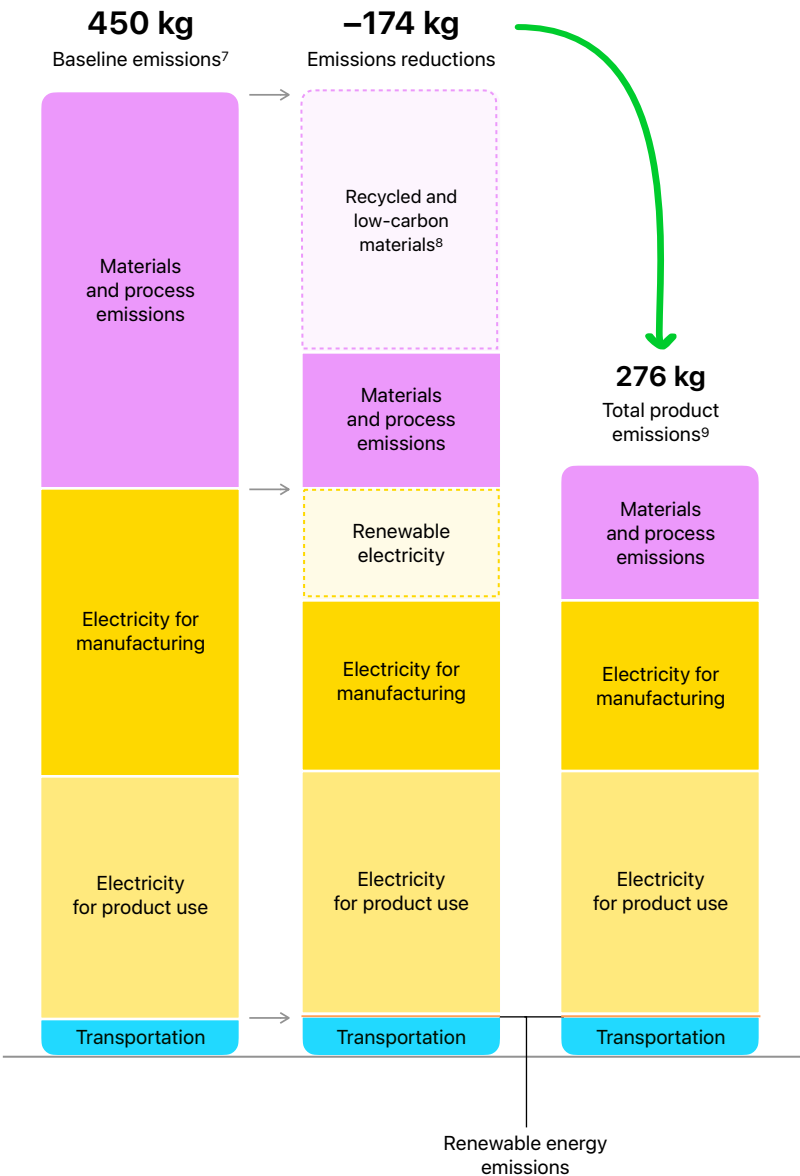 450 kg
Baseline emissions⁷
Materials
and process
emissions
Electricity for
manufacturing
Electricity
for product use
Transportation
–174 kg
Emissions reductions
Recycled and
low-carbon
materials⁸
Materials
and process
emissions
Renewable
electricity
Electricity for
manufacturing
Electricity
for product use
Transportation
276 kg
Total product
emissions⁹
Materials
and process
emissions
Electricity for
manufacturing
Electricity
for product use
Transportation
Renewable energy
emissions